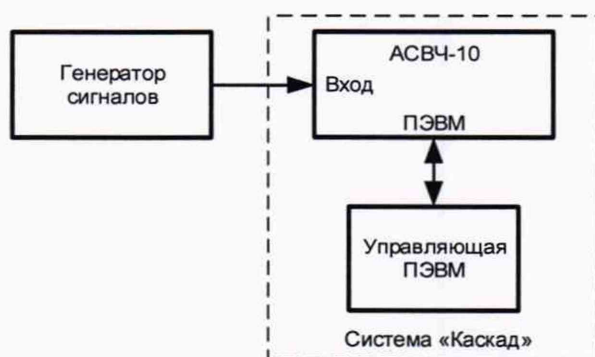 Генератор
сигналов
АСВЧ-10
Вход
ПЭВМ
Управляющая
ПЭВМ
Система «Каскад»